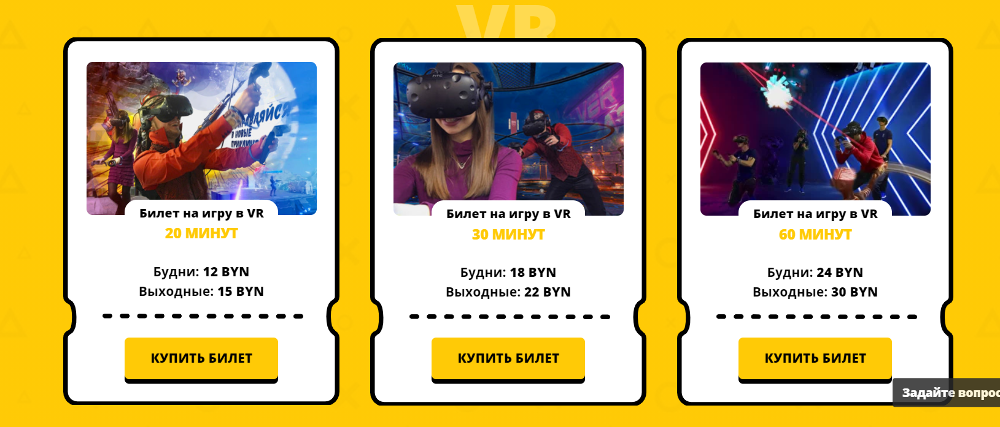 VR
Билет на игру в VR
20 МИНУТ
Будни: 12 BYN
Выходные: 15 BYN
КУПИТЬ БИЛЕТ
Билет на игру в VR
30 МИНУТ
Будни: 18 BYN
Выходные: 22 BYN
КУПИТЬ БИЛЕТ
Билет на игру в VR
60 МИНУТ
Будни: 24 BYN
Выходные: 30 BYN
КУПИТЬ БИЛЕТ
Задайте вопрос